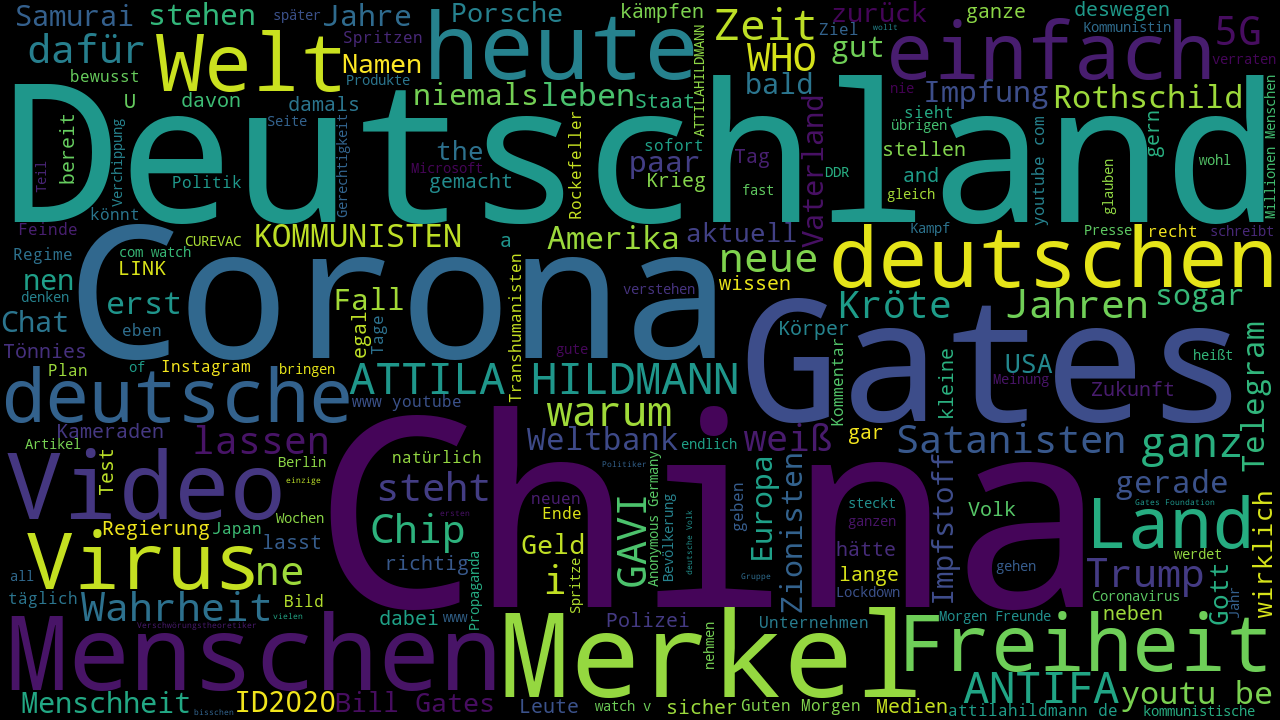 Samurai
stehen
Jahre
später
Porsche
kämpfen
Zeit
Ziel
zurück
wollt
ganze
deswegen
Kommunistin
5G
verraten
dafür
Welt
Spritzen
Namen
Produkte
heute
ATTILAHILDMANN
WHO
gut
einfach
bewusst
U
davon
damals
Seite
niemals
leben
Staat
bald
nie
Impfung
Rothschild
Millionen Menschen
Deutschland
bereit
Teil
Verchippung
Politik
Gerechtigkeit
the
Microsoft
gemacht
Rockefeller
sofort
paar
Krieg
Tag
fast
Vaterland
DDR
sieht
übrigen
stellen
and
gleich
youtube com
glauben
gern
wohl
könnt
Feinde
Regime
com watch
CUREVAC
KOMMUNISTEN
a
Amerika
aktuell
Kampf
Presse
recht
schreibt
LINK
nen
denken
Corona
Transhumanisten
verstehen
neue
wissen
deutschen
Chat
erst
eben
Fall
egal
Tage
gute
Gates
Körper
Kröte
Jahren
sogar
Tönnies
Plan
of
Instagram
bringen
Kommentar
kleine
USA
Meinung
Zukunft
heißt
Telegram
deutsche
ATTILA HILDMANN
www youtube
warum
Kameraden
Artikel
lassen
Weltbank
endlich
weiß
gar
Satanisten
ganz
Video
Test
Berlin
einzige
China
natürlich
steht
Politiker
neuen
Ende
ersten
GAVI
Anonymous Germany
Bevölkerung
deutsche Volk
geben
Europa
Zionisten
steckt
ganzen
Impfstoff
Volk
gerade
Gates Foundation
Land
wirklich
Regierung
Japan
Wochen
lasst
Chip
richtig
Geld
i
Spritze
Gruppe
hätte
lange
Lockdown
gehen
Trump
werdet
Virus
ne
all
täglich
Wahrheit
Bild
vielen
Verschwörungstheoretiker
dabei
www
Propaganda
Coronavirus
neben
Gott
Jahr
Menschen
Merkel
Polizei
nehmen
Unternehmen
Morgen Freunde
Freiheit
Menschheit
bisschen
ID2020
Bill Gates
Leute
watch v
sicher
Guten Morgen
Medien
ANTIFA
attilahildmann de
youtu be
kommunistische